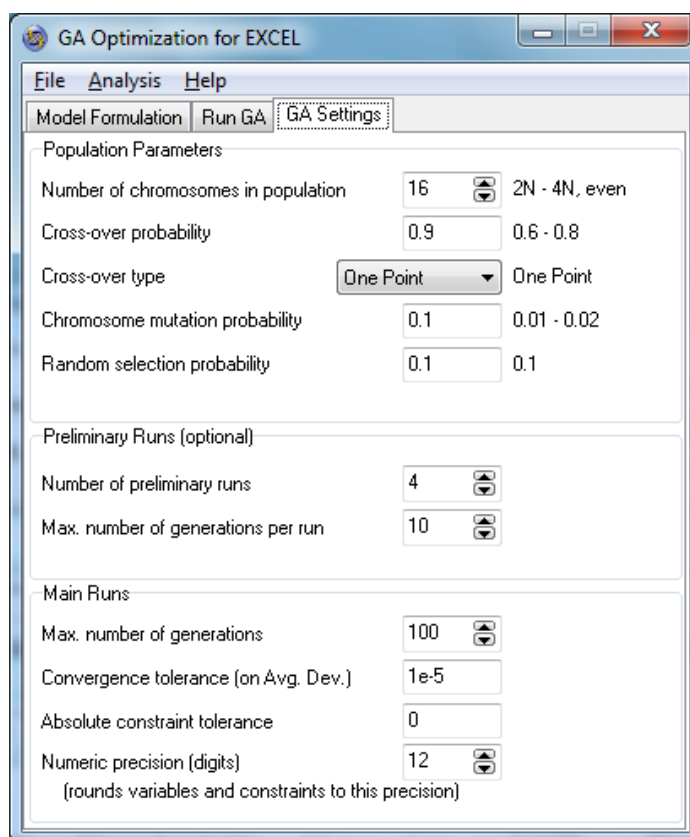 GA Optimization for EXCEL
File Analysis Help
Model Formulation Run GA GA Settings
Population Parameters
Number of chromosomes in population 16 2N - 4N, even
Cross-over probability 0.9 0.6 - 0.8
Cross-over type One Point One Point
Chromosome mutation probability 0.1 0.01 - 0.02
Random selection probability 0.1 0.1
Preliminary Runs (optional)
Number of preliminary runs 4
Max. number of generations per run 10
Main Runs
Max. number of generations 100
Convergence tolerance (on Avg. Dev.) 1e-5
Absolute constraint tolerance 0
Numeric precision (digits) 12
(rounds variables and constraints to this precision)